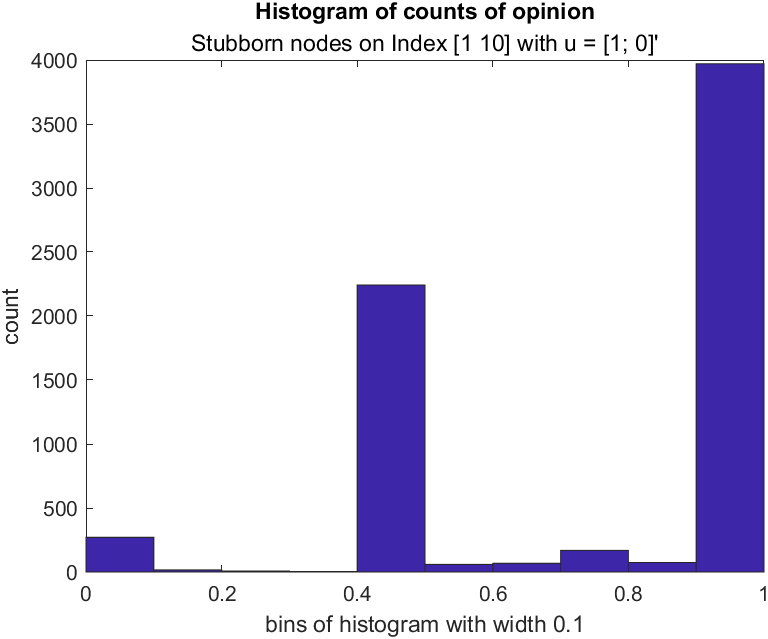 Histogram of counts of opinion
Stubborn nodes on Index [1 10] with u = [1; 0]'
4000
3500
3000
2500
2000
1500
1000
500
0
count
0 0.2 0.4 0.6 0.8 1
bins of histogram with width 0.1